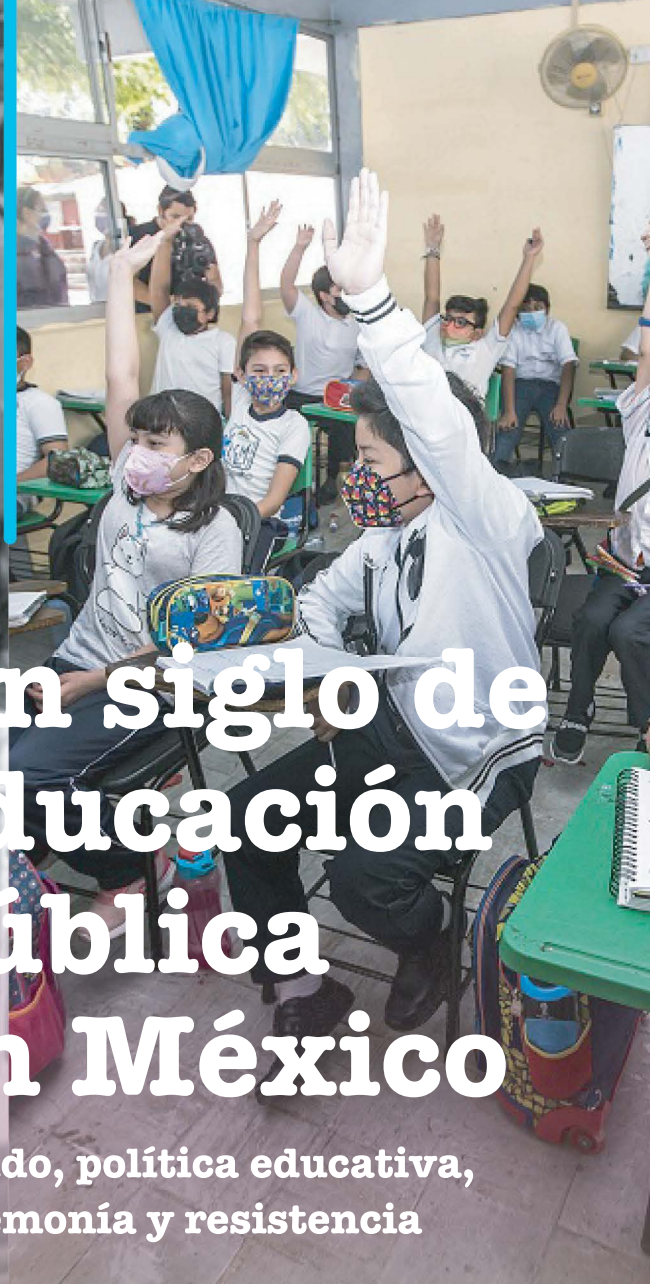 n siglo de
ducación
ública
n México
do, política educativa,
emonía y resistencia